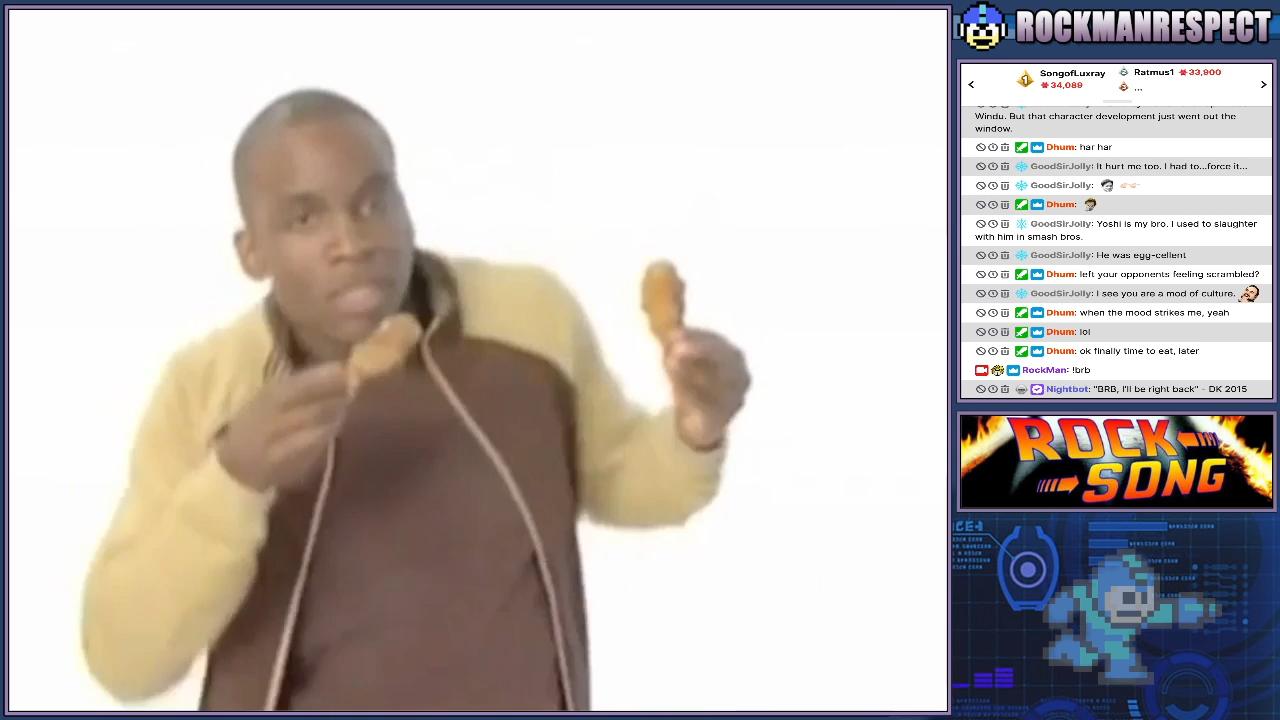 ROCKMANRESPECT
SongofLuxray
34,089
Ratmus1 33,900
...
Windu. But that character development just went out the
window.
Dhum: har har
GoodSirJolly: It hurt me too. I had to...force it...
GoodSirJolly:
Dhum:
GoodSirJolly: Yoshi is my bro. I used to slaughter
with him in smash bros.
GoodSirJolly: He was egg-cellent
Dhum: left your opponents feeling scrambled?
GoodSirJolly: I see you are a mod of culture.
Dhum: when the mood strikes me, yeah
Dhum: lol
Dhum: ok finally time to eat, later
RockMan: !brb
Nightbot: "BRB, I'll be right back" - DK 2015
ROCK
SONG